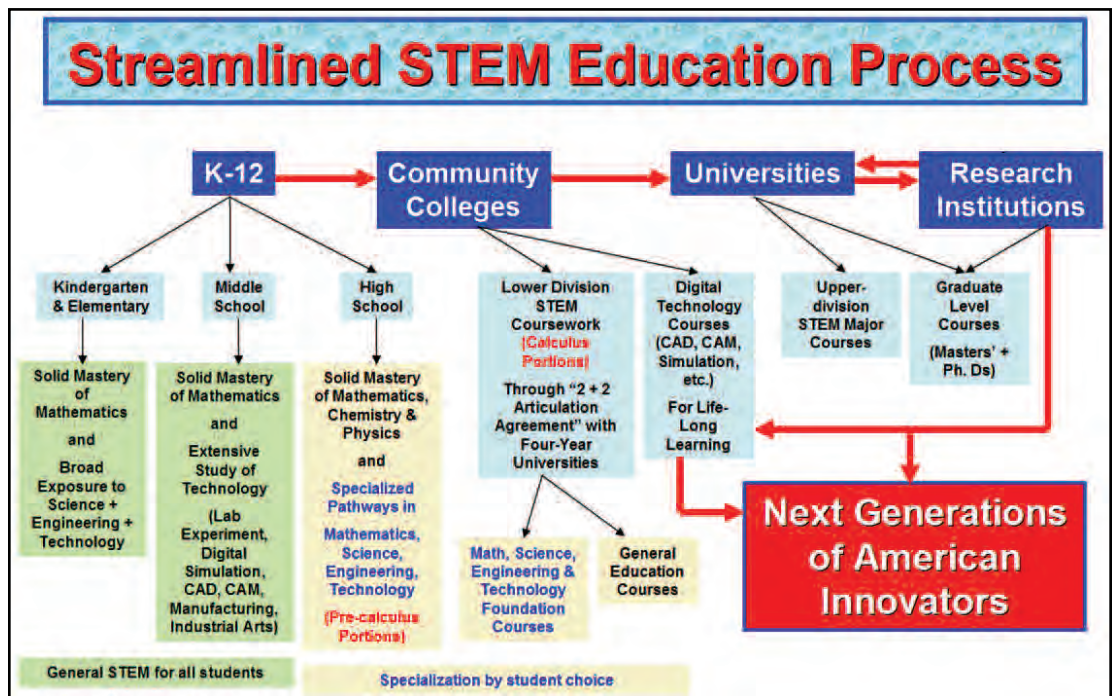 Streamlined STEM Education Process
K-12
Community
Colleges
Universities
Research
Institutions
Kindergarten
& Elementary
Middle
School
High
School
Lower Division
STEM
Coursework
(Calculus
Portions)
Through “2 + 2
Articulation
Agreement” with
Four-Year
Universities
Digital
Technology
Courses
(CAD, CAM,
Simulation,
etc.)
For Life-
Long
Learning
Upper-
division
STEM Major
Courses
Graduate
Level
Courses
(Masters’ +
Ph. Ds)
Solid Mastery
of
Mathematics
and
Broad
Exposure to
Science +
Engineering +
Technology
Solid Mastery
of Mathematics
and
Extensive
Study of
Technology
(Lab
Experiment,
Digital
Simulation,
CAD, CAM,
Manufacturing,
Industrial Arts)
Solid Mastery
of Mathematics,
Chemistry &
Physics
and
Specialized
Pathways in
Mathematics,
Science,
Engineering,
Technology
(Pre-calculus
Portions)
Math, Science,
Engineering &
Technology
Foundation
Courses
General
Education
Courses
Next Generations
of American
Innovators
General STEM for all students
Specialization by student choice